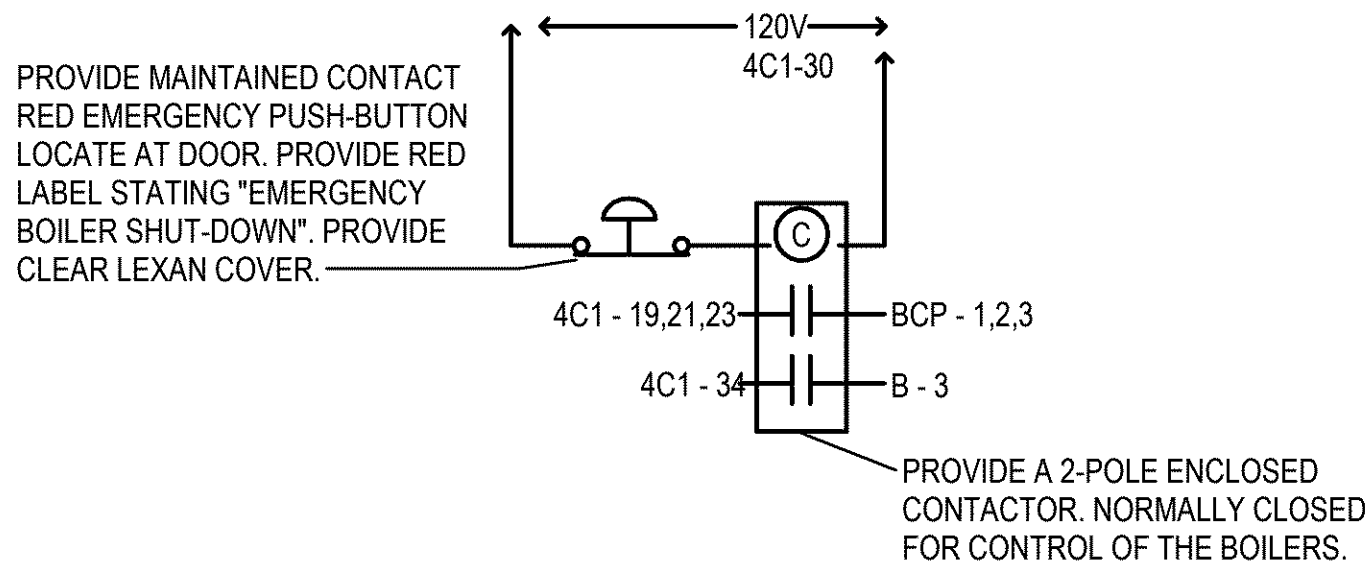 120V
4C1-30
PROVIDE MAINTAINED CONTACT
RED EMERGENCY PUSH-BUTTON
LOCATE AT DOOR. PROVIDE RED
LABEL STATING "EMERGENCY
BOILER SHUT-DOWN". PROVIDE
CLEAR LEXAN COVER.
C
4C1 - 19,21,23
BCP - 1,2,3
4C1 - 34
B - 3
PROVIDE A 2-POLE ENCLOSED
CONTACTOR. NORMALLY CLOSED
FOR CONTROL OF THE BOILERS.